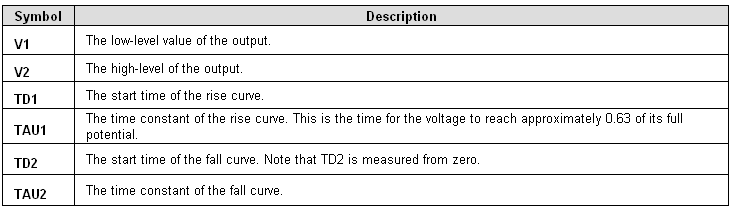 Symbol Description
V1 The low-level value of the output.
V2 The high-level of the output.
TD1 The start time of the rise curve.
TAU1 The time constant of the rise curve. This is the time for the voltage to reach approximately 0.63 of its full
potential.
TD2 The start time of the fall curve. Note that TD2 is measured from zero.
TAU2 The time constant of the fall curve.